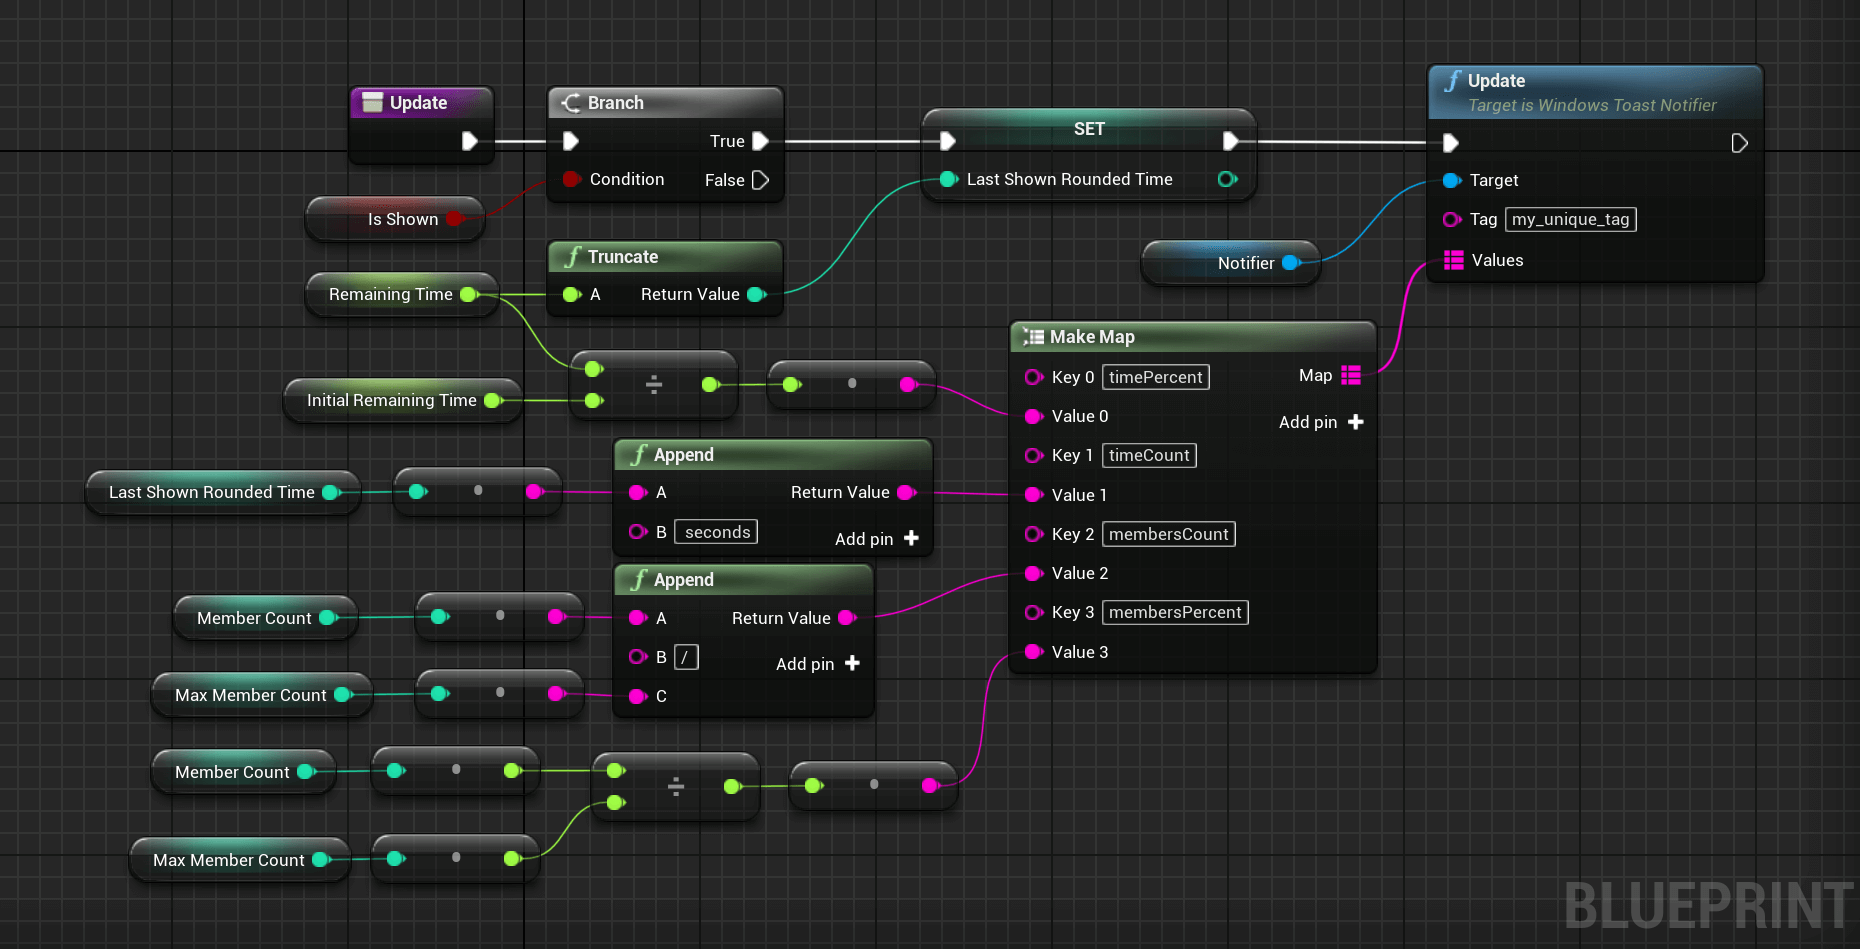 Update
Branch
True
Condition
False
Is Shown
SET
Last Shown Rounded Time
f Update
Target is Windows Toast Notifier
Target
Tag my_unique_tag
Values
Notifier
f Truncate
A Return Value
Remaining Time
÷
Initial Remaining Time
Make Map
Key 0 timePercent
Map
Value 0
Add pin +
Key 1 timeCount
Value 1
Key 2 membersCount
Value 2
Key 3 membersPercent
Value 3
Last Shown Rounded Time
f Append
A Return Value
B seconds
Add pin +
Member Count
Max Member Count
f Append
A Return Value
B /
Add pin +
C
Member Count
÷
Max Member Count
BLUEPRINT